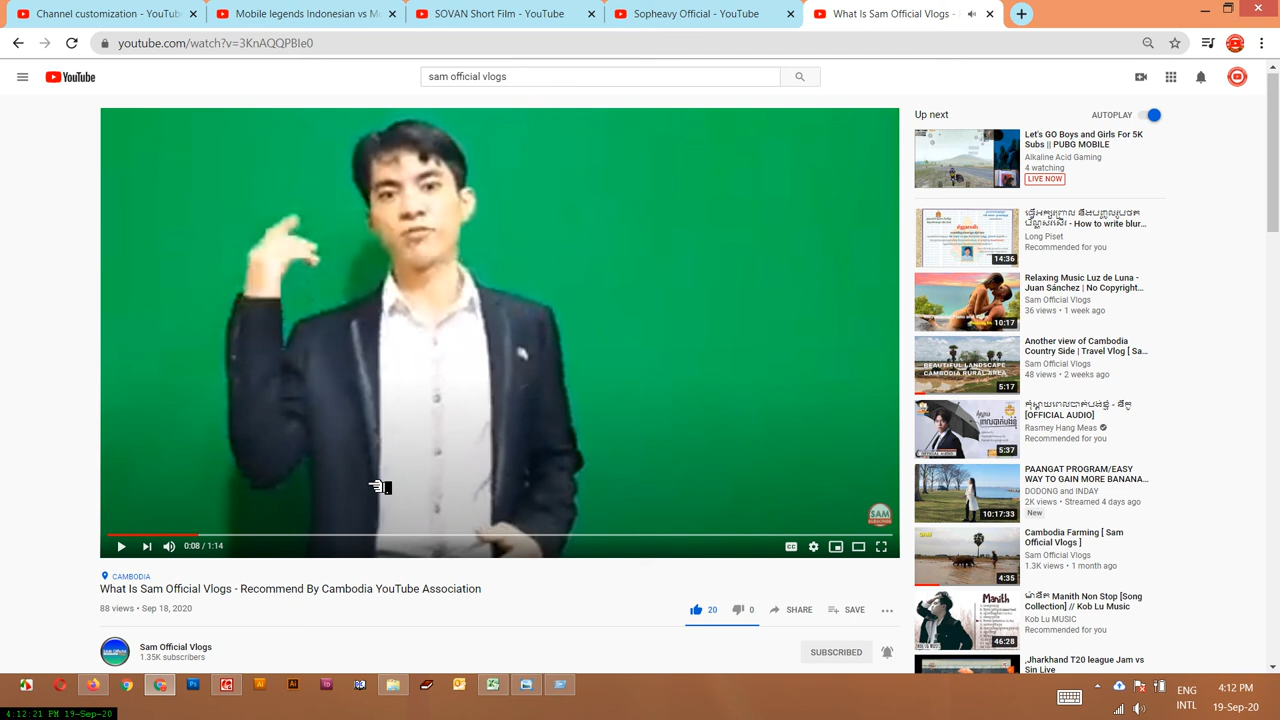 Channel customization - YouTub
Mobile legends Indonesian vs M
SOVAN Short Film - YouTube
Sopheavy Official - YouTube
What Is Sam Official Vlogs -
youtube.com/watch?v=3KnAQQPBIe0
YouTube
sam official vlogs
Up next
AUTOPLAY
Let's GO Boys and Girls For 5K
Subs || PUBG MOBILE
Alkaline Acid Gaming
4 watching
LIVE NOW
- How to write blur...
Long Piset
Recommended for you
14:36
Relaxing Music Luz de Luna -
Juan Sánchez | No Copyright...
Sam Official Vlogs
36 views • 1 week ago
10:17
Another view of Cambodia
Country Side | Travel Vlog [ Sa...
Sam Official Vlogs
48 views • 2 weeks ago
BEAUTIFUL LANDSCAPE
CAMBODIA RURAL AREA
5:17
[OFFICIAL AUDIO]
Rasmey Hang Meas
Recommended for you
5:37
PAANGAT PROGRAM/EASY
WAY TO GAIN MORE BANANA...
DODONG and INDAY
2K views • Streamed 4 days ago
New
10:17:33
Cambodia Farming [ Sam
Official Vlogs ]
Sam Official Vlogs
1.3K views • 1 month ago
4:35
Manith Non Stop [Song
Collection] // Kob Lu Music
Kob Lu MUSIC
Recommended for you
Manith
46:28
Jharkhand T20 league Jam vs
Sin Live
SAM
SUBSCRIBE
0:08 / 1:14
CC
CAMBODIA
What Is Sam Official Vlogs - Recommend By Cambodia YouTube Association
88 views • Sep 18, 2020
20
0
SHARE
SAVE
Sam Official Vlogs
1.35K subscribers
SUBSCRIBED
ENG
INTL
4:12 PM
19-Sep-20
4:12:21 PM 19-Sep-20